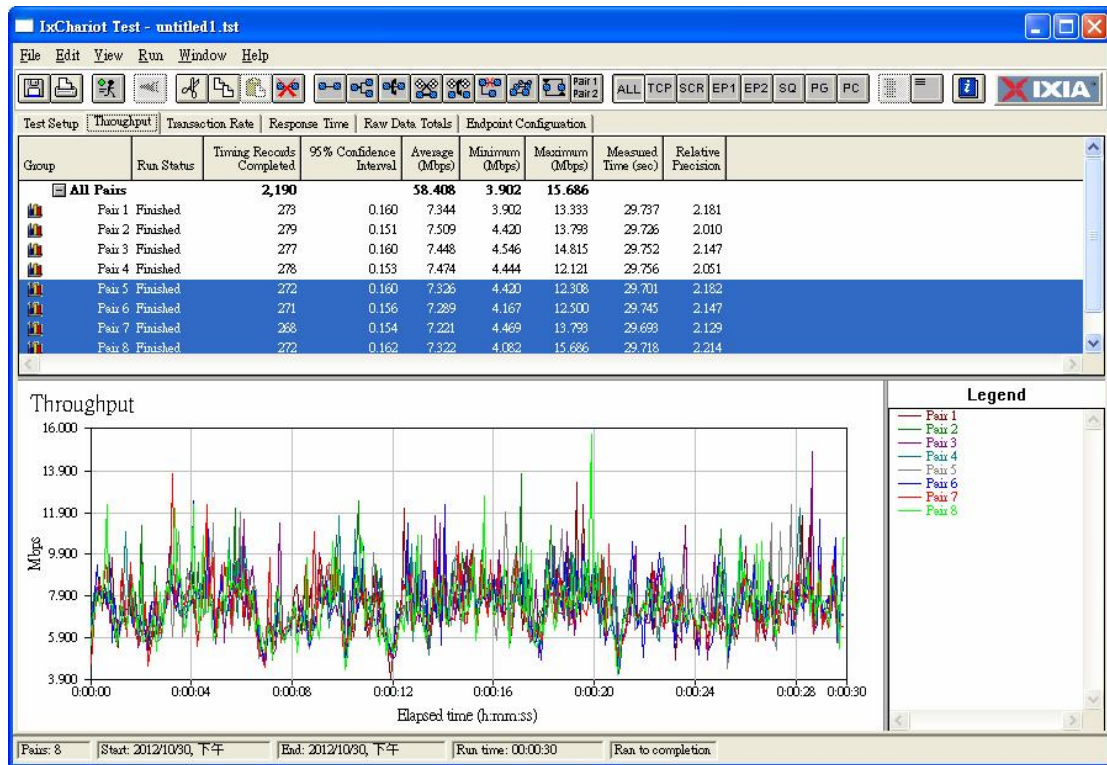 IxChariot Test - untitled1.tst
File Edit View Run Window Help
Pair 1
Pair 2
ALL TCP SCR EP1 EP2 SQ PG PC
IXIA
Test Setup Throughput Transaction Rate Response Time Raw Data Totals Endpoint Configuration
Group Run Status Timing Records Completed 95% Confidence Interval Average (Mbps) Minimum (Mbps) Maximum (Mbps) Measured Time (sec) Relative Precision
All Pairs 2,190 58.408 3.902 15.686
Pair 1 Finished 273 0.160 7.344 3.902 13.333 29.737 2.181
Pair 2 Finished 279 0.151 7.509 4.420 13.793 29.726 2.010
Pair 3 Finished 277 0.160 7.448 4.546 14.815 29.752 2.147
Pair 4 Finished 278 0.153 7.474 4.444 12.121 29.756 2.051
Pair 5 Finished 272 0.160 7.326 4.420 12.308 29.701 2.182
Pair 6 Finished 271 0.156 7.289 4.167 12.500 29.745 2.147
Pair 7 Finished 268 0.154 7.221 4.469 13.793 29.693 2.129
Pair 8 Finished 272 0.162 7.322 4.082 15.686 29.718 2.214
Throughput
16.000
13.900
11.900
9.900
7.900
5.900
3.900
Mbps
0:00:00 0:00:04 0:00:08 0:00:12 0:00:16 0:00:20 0:00:24 0:00:28 0:00:30
Elapsed time (h:mm:ss)
Legend
Pair 1
Pair 2
Pair 3
Pair 4
Pair 5
Pair 6
Pair 7
Pair 8
Pairs: 8 Start: 2012/10/30, 下午 End: 2012/10/30, 下午 Run time: 00:00:30 Ran to completion